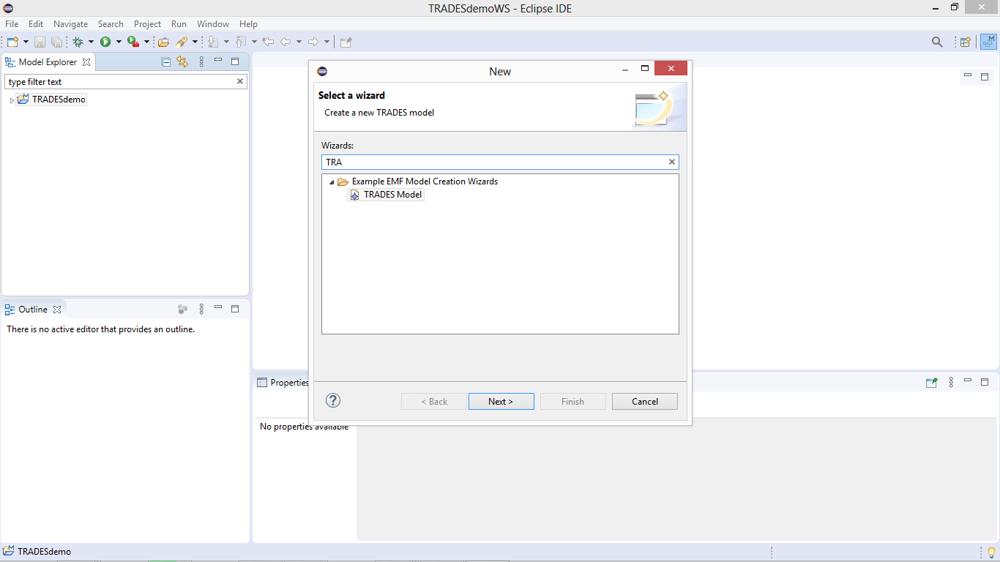 TRADESdemoWS - Eclipse IDE
File Edit Navigate Search Project Run Window Help
Model Explorer
type filter text
TRADESdemo
New
Select a wizard
Create a new TRADES model
Wizards:
TRA
Example EMF Model Creation Wizards
TRADES Model
< Back Next > Finish Cancel
Outline
There is no active editor that provides an outline.
Properties
No properties available
TRADESdemo